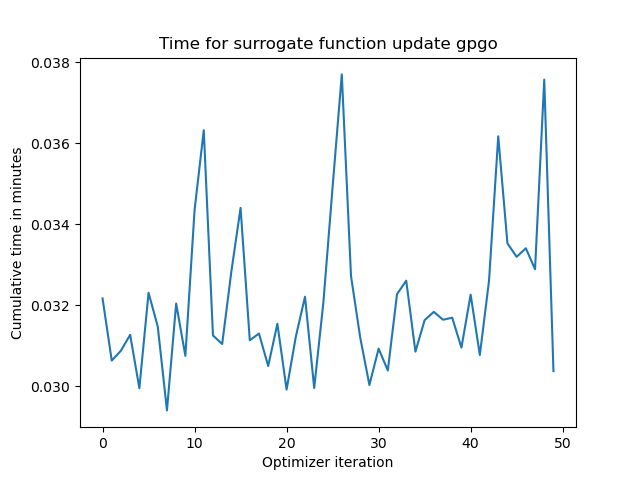 Time for surrogate function update gpgo
0.038
0.036
0.034
0.032
0.030
Cumulative time in minutes
0 10 20 30 40 50
Optimizer iteration